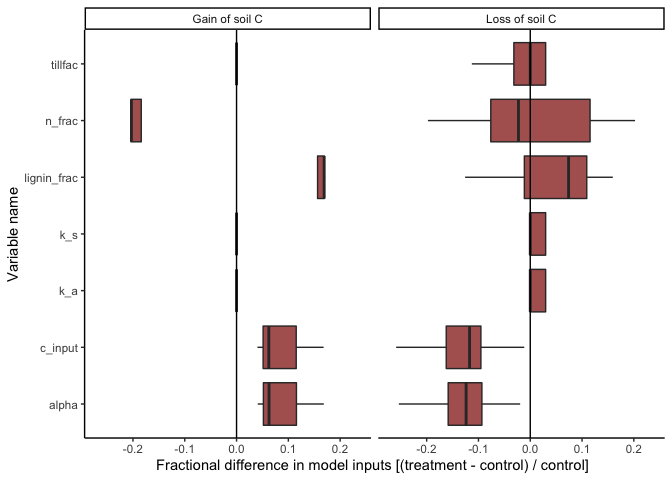 Gain of soil C
Loss of soil C
Variable name
tillfac
n_frac
lignin_frac
k_s
k_a
c_input
alpha
-0.2 -0.1 0.0 0.1 0.2
-0.2 -0.1 0.0 0.1 0.2
Fractional difference in model inputs [(treatment - control) / control]